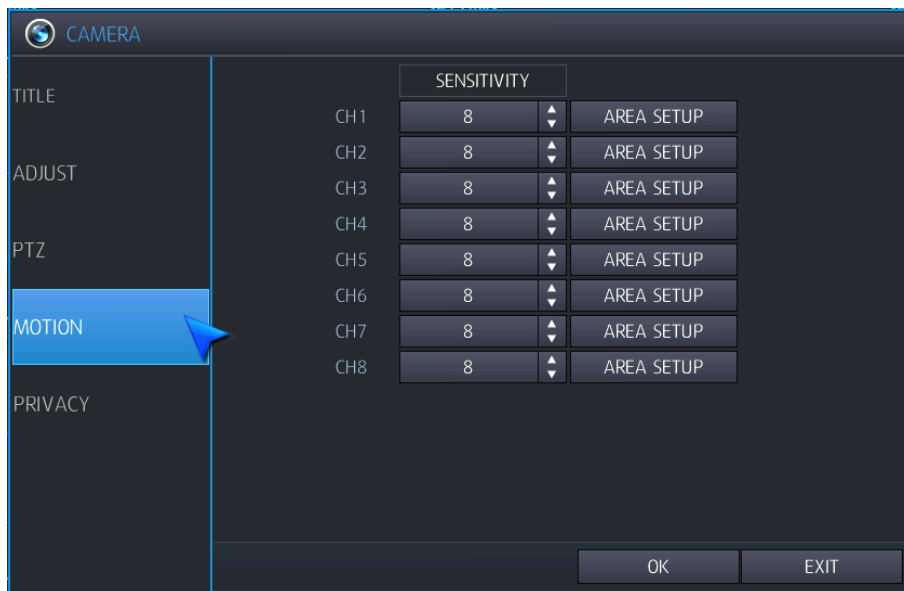 CAMERA
TITLE
ADJUST
PTZ
MOTION
PRIVACY
SENSITIVITY
CH1 8 AREA SETUP
CH2 8 AREA SETUP
CH3 8 AREA SETUP
CH4 8 AREA SETUP
CH5 8 AREA SETUP
CH6 8 AREA SETUP
CH7 8 AREA SETUP
CH8 8 AREA SETUP
OK EXIT